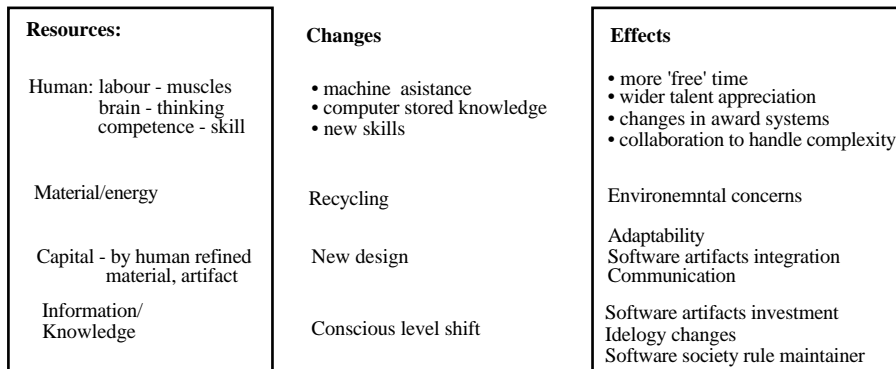 Resources:
Human: labour - muscles
brain - thinking
competence - skill
Material/energy
Capital - by human refined
material, artifact
Information/
Knowledge
Changes
• machine asistance
• computer stored knowledge
• new skills
Recycling
New design
Conscious level shift
Effects
• more 'free' time
• wider talent appreciation
• changes in award systems
• collaboration to handle complexity
Environemntal concerns
Adaptability
Software artifacts integration
Communication
Software artifacts investment
Idelogy changes
Software society rule maintainer